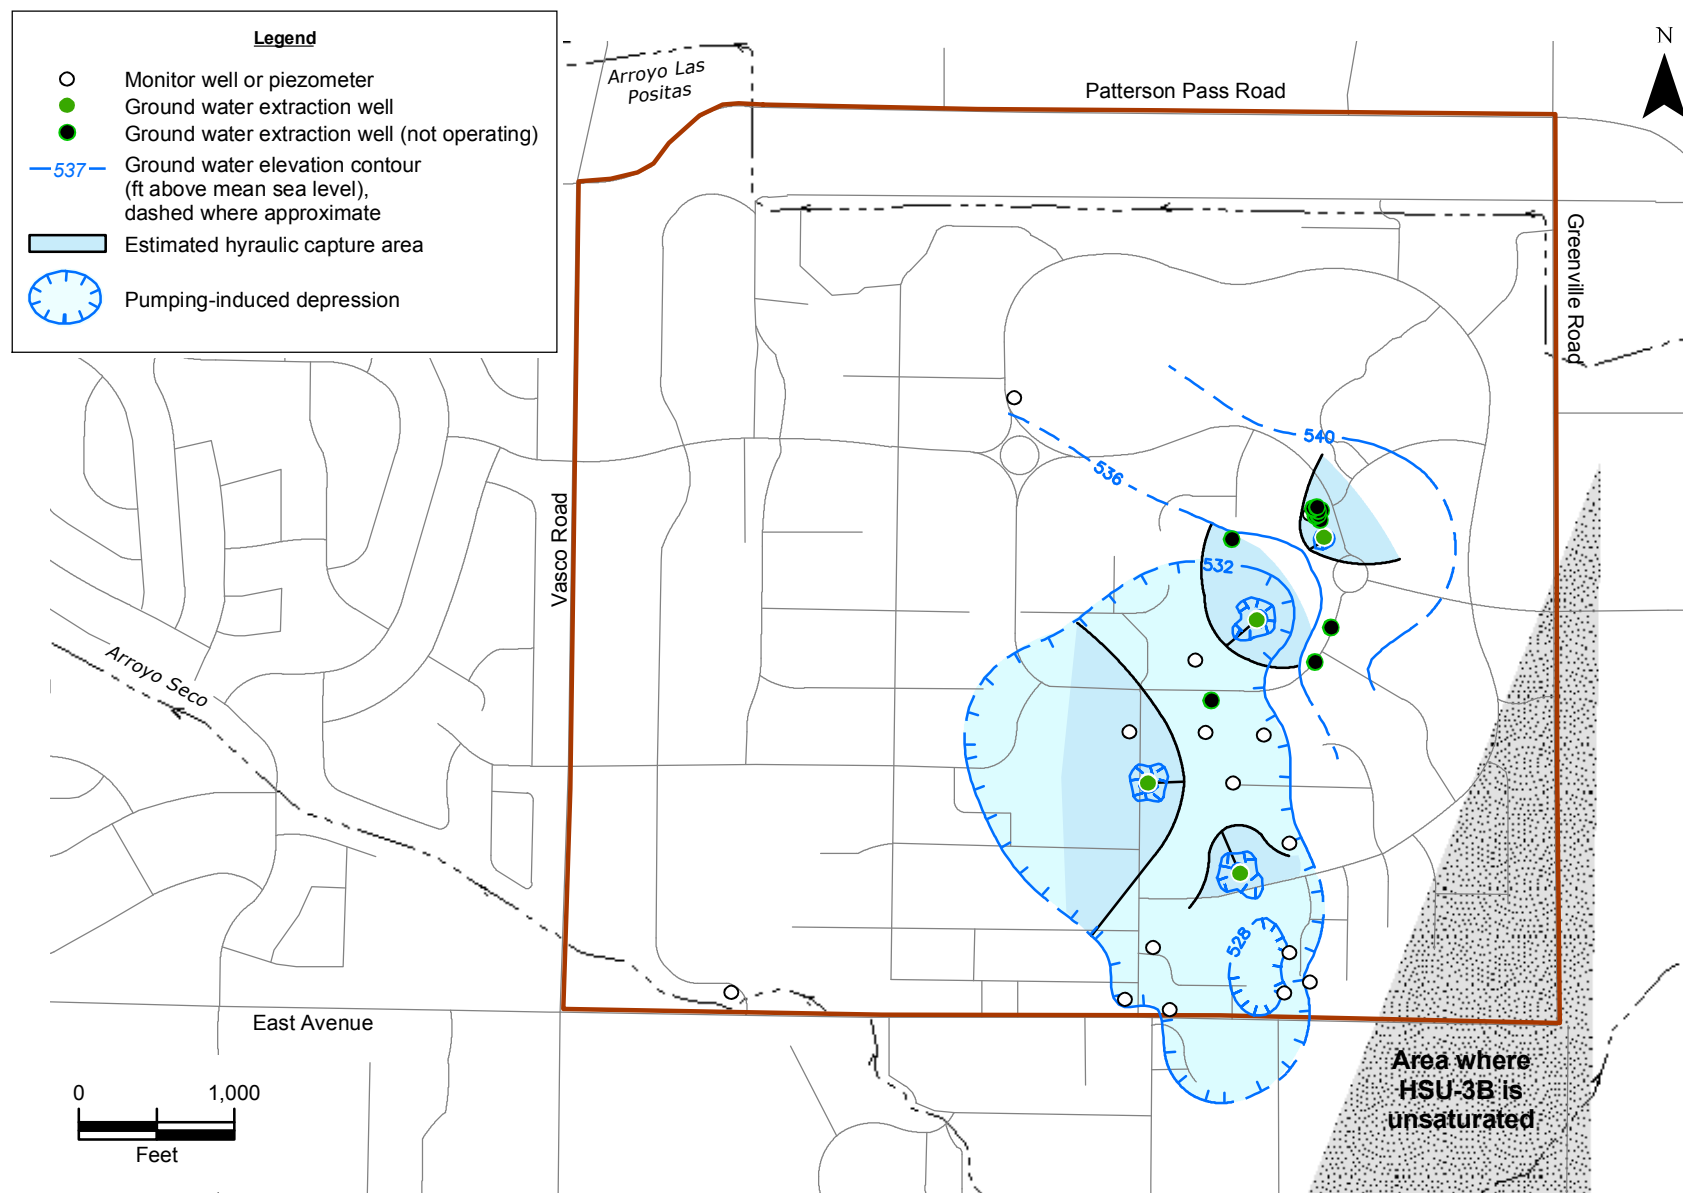 Legend
Monitor well or piezometer
Ground water extraction well
Ground water extraction well (not operating)
537
Ground water elevation contour
(ft above mean sea level),
dashed where approximate
Estimated hyraulic capture area
Pumping-induced depression
Arroyo Las
Positas
Patterson Pass Road
N
Greenville Road
540
536
532
Vasco Road
Arroyo Seco
528
East Avenue
0 1,000
Feet
Area where
HSU-3B is
unsaturated